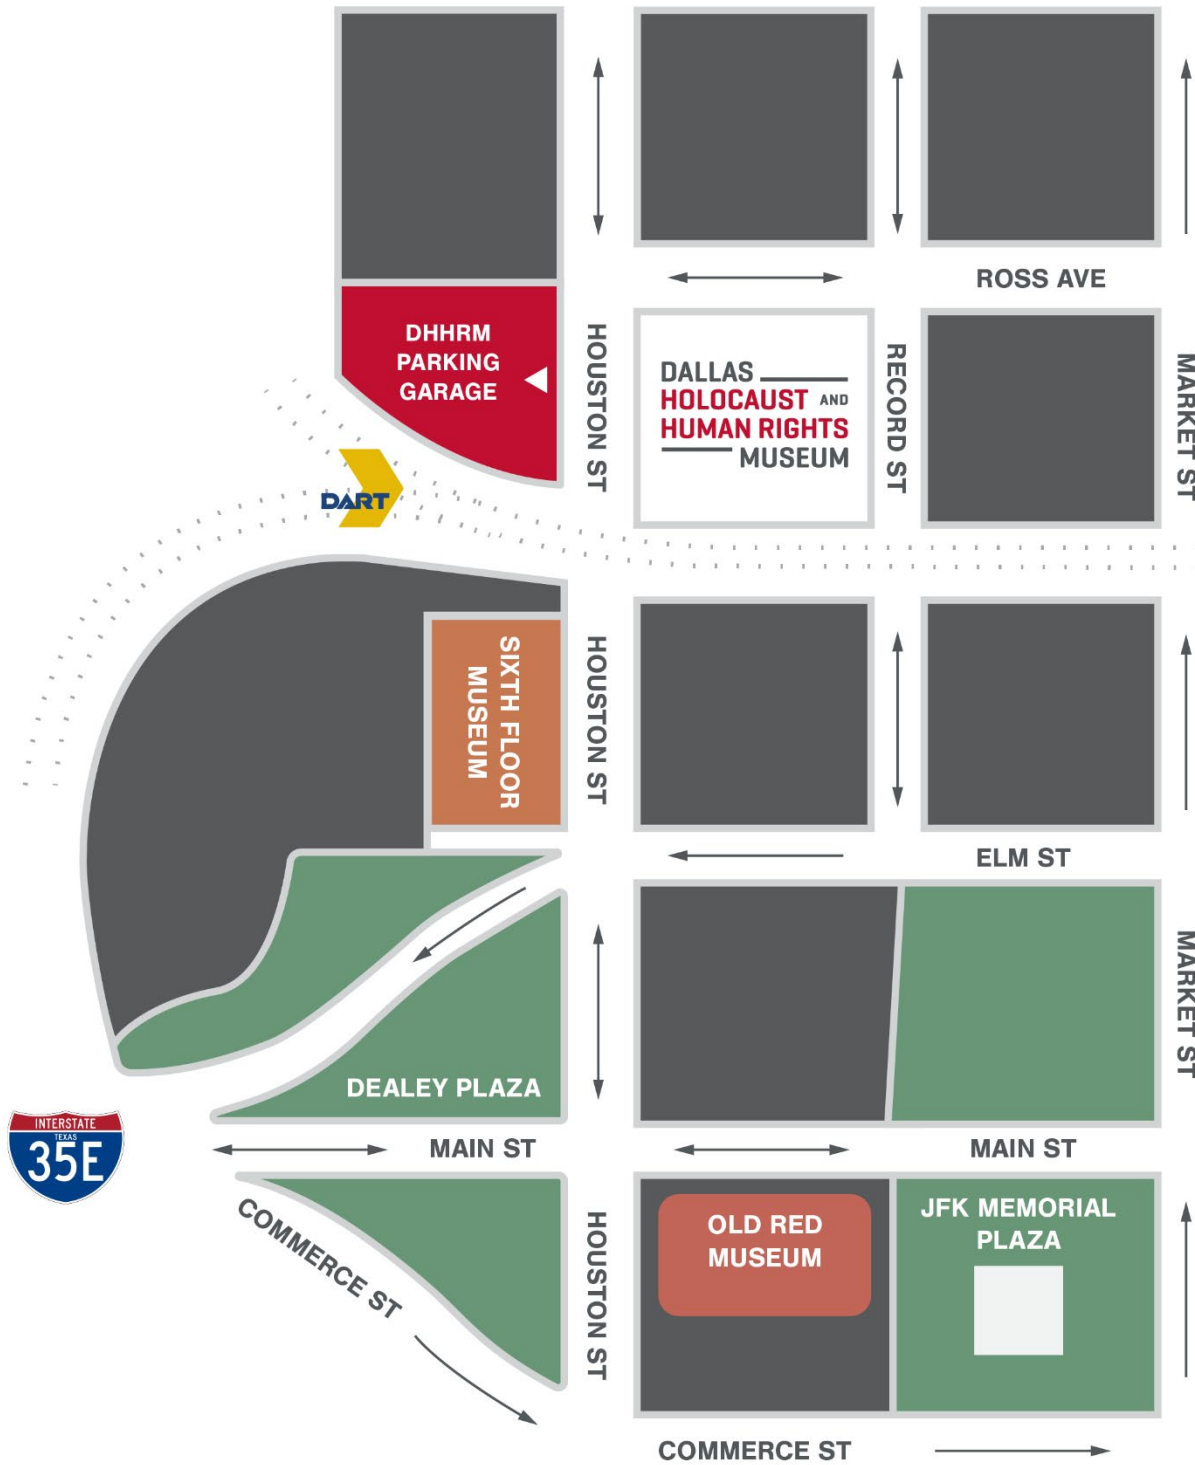 ROSS AVE
DHHRM
PARKING
GARAGE
HOUSTON ST
DALLAS
HOLOCAUST AND
HUMAN RIGHTS
MUSEUM
RECORD ST
MARKET ST
DART
SIXTH FLOOR
MUSEUM
HOUSTON ST
ELM ST
MARKET ST
DEALEY PLAZA
INTERSTATE
TEXAS
35E
MAIN ST
MAIN ST
COMMERCE ST
HOUSTON ST
OLD RED
MUSEUM
JFK MEMORIAL
PLAZA
COMMERCE ST